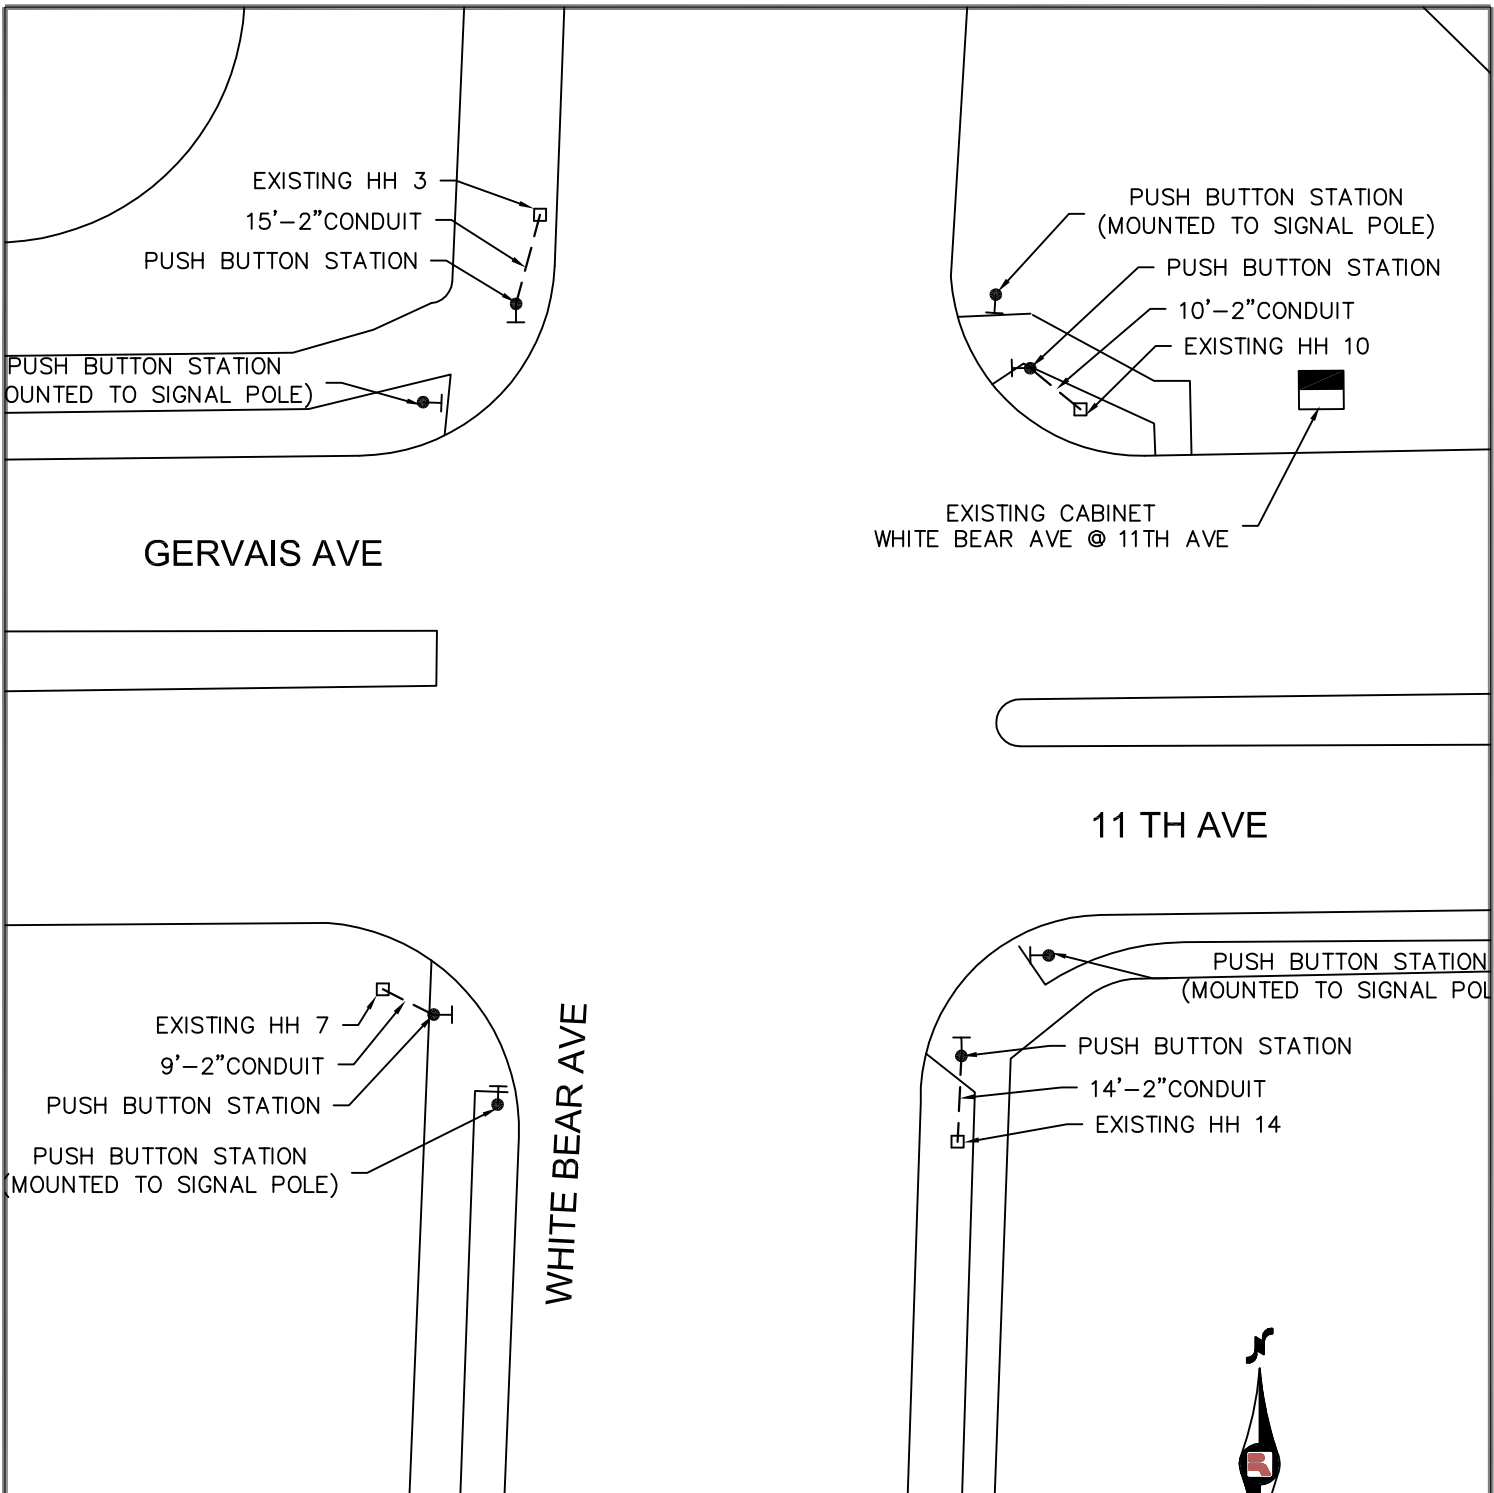 EXISTING HH 3
15'-2"CONDUIT
PUSH BUTTON STATION
PUSH BUTTON STATION
OUNTED TO SIGNAL POLE)
PUSH BUTTON STATION
(MOUNTED TO SIGNAL POLE)
PUSH BUTTON STATION
10'-2"CONDUIT
EXISTING HH 10
EXISTING CABINET
WHITE BEAR AVE @ 11TH AVE
GERVAIS AVE
11 TH AVE
EXISTING HH 7
9'-2"CONDUIT
PUSH BUTTON STATION
PUSH BUTTON STATION
(MOUNTED TO SIGNAL POLE)
WHITE BEAR AVE
PUSH BUTTON STATION
(MOUNTED TO SIGNAL POL
PUSH BUTTON STATION
14'-2"CONDUIT
EXISTING HH 14
N